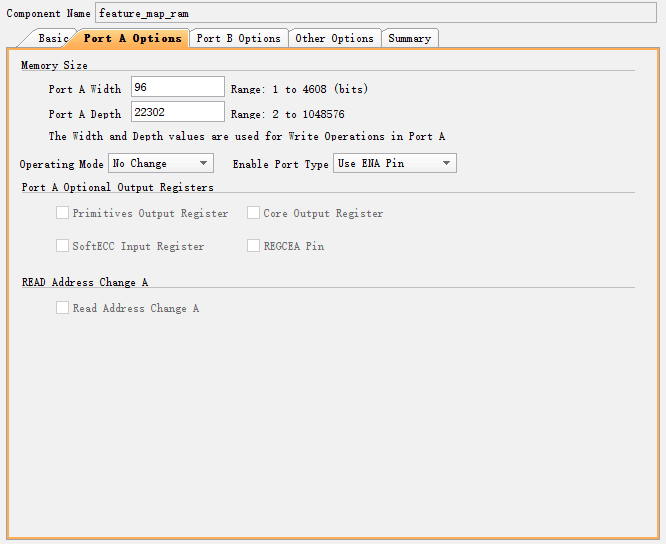 Component Name feature_map_ram
Basic Port A Options Port B Options Other Options Summary
Memory Size
Port A Width 96 Range: 1 to 4608 (bits)
Port A Depth 22302 Range: 2 to 1048576
The Width and Depth values are used for Write Operations in Port A
Operating Mode No Change Enable Port Type Use ENA Pin
Port A Optional Output Registers
Primitives Output Register Core Output Register
SoftECC Input Register REGCEA Pin
READ Address Change A
Read Address Change A